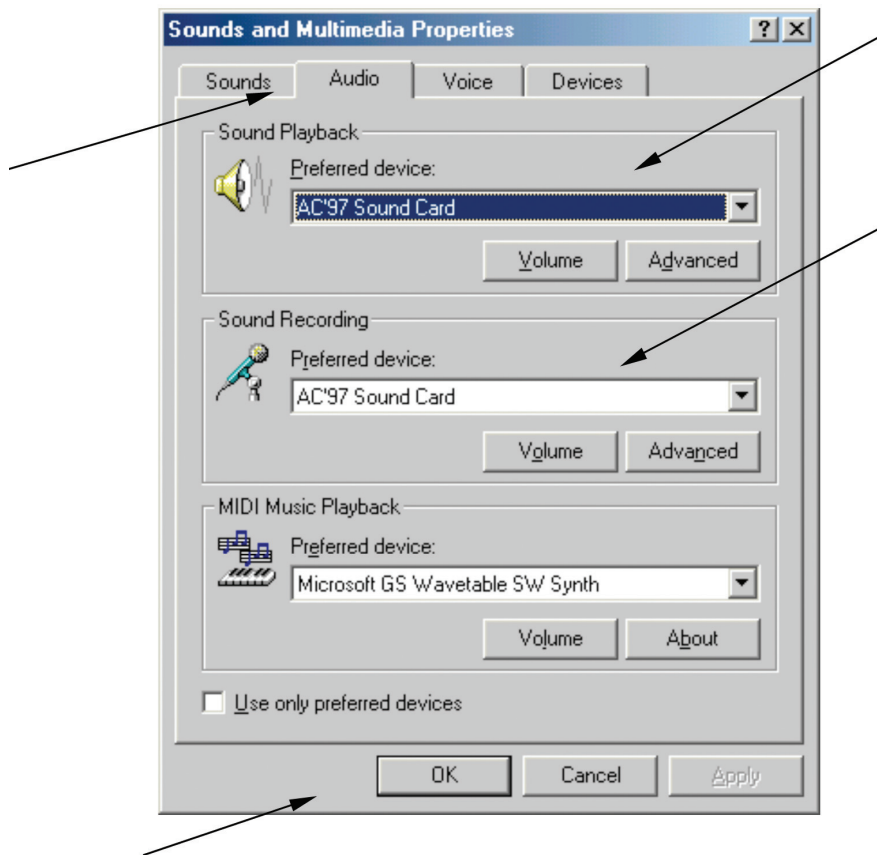 Sounds and Multimedia Properties
Sounds Audio Voice Devices
Sound Playback
Preferred device:
AC'97 Sound Card
Volume Advanced
Sound Recording
Preferred device:
AC'97 Sound Card
Volume Advanced
MIDI Music Playback
Preferred device:
Microsoft GS Wavetable SW Synth
Volume About
Use only preferred devices
OK Cancel Apply